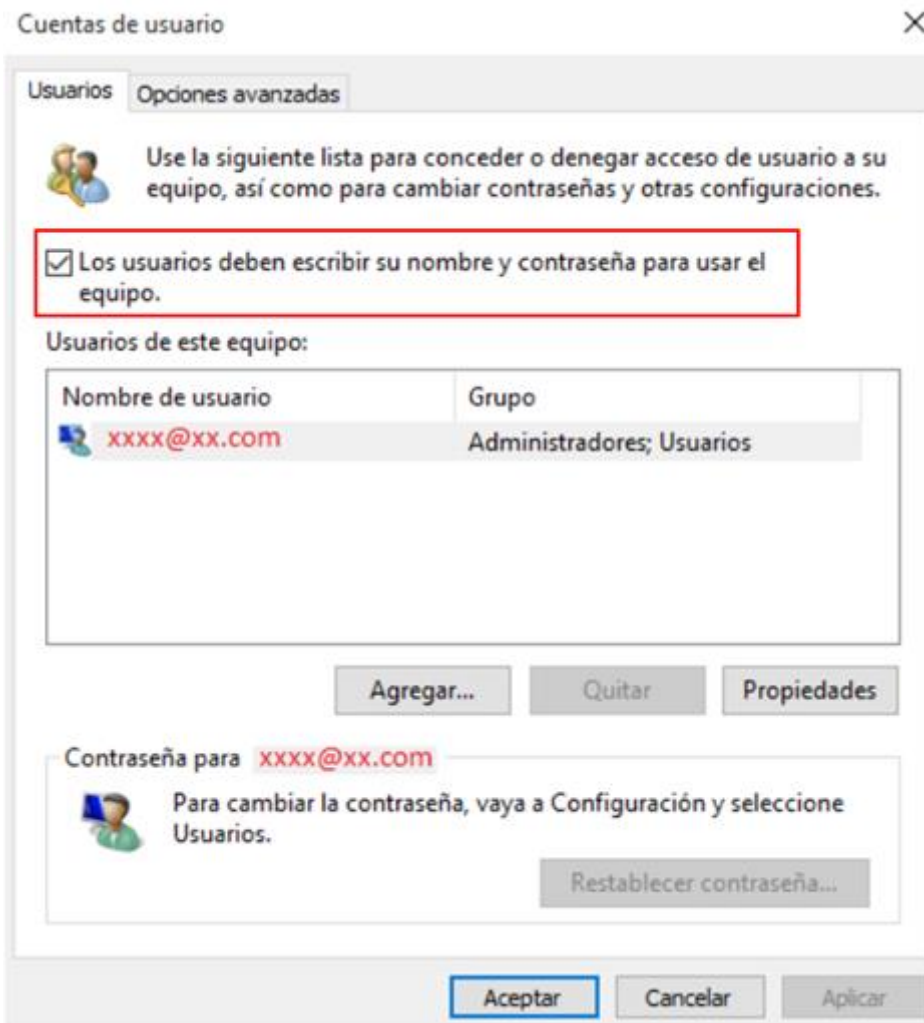 Cuentas de usuario
Usuarios
Opciones avanzadas
Use la siguiente lista para conceder o denegar acceso de usuario a su
equipo, así como para cambiar contraseñas y otras configuraciones.
Los usuarios deben escribir su nombre y contraseña para usar el
equipo.
Usuarios de este equipo:
Nombre de usuario Grupo
xxxx@xx.com Administradores; Usuarios
Agregar... Quitar Propiedades
Contraseña para xxxx@xx.com
Para cambiar la contraseña, vaya a Configuración y seleccione
Usuarios.
Restablecer contraseña...
Aceptar Cancelar Aplicar